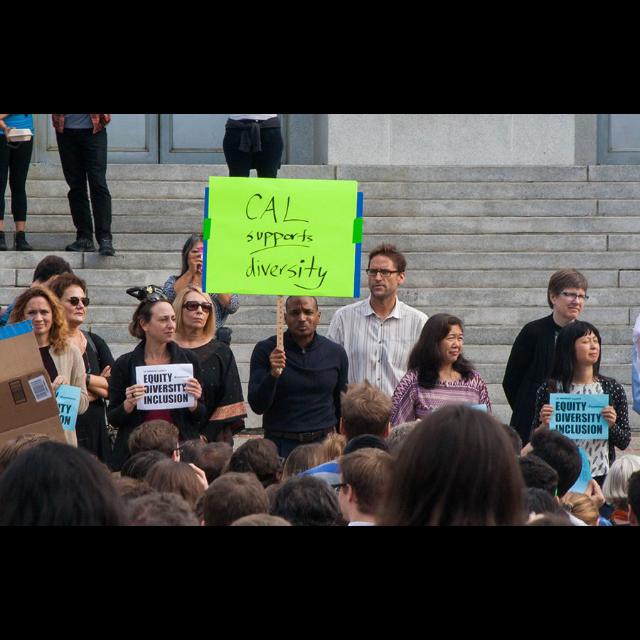 CAL
supports
diversity
EQUITY
DIVERSITY
INCLUSION
EQUITY
DIVERSITY
INCLUSION